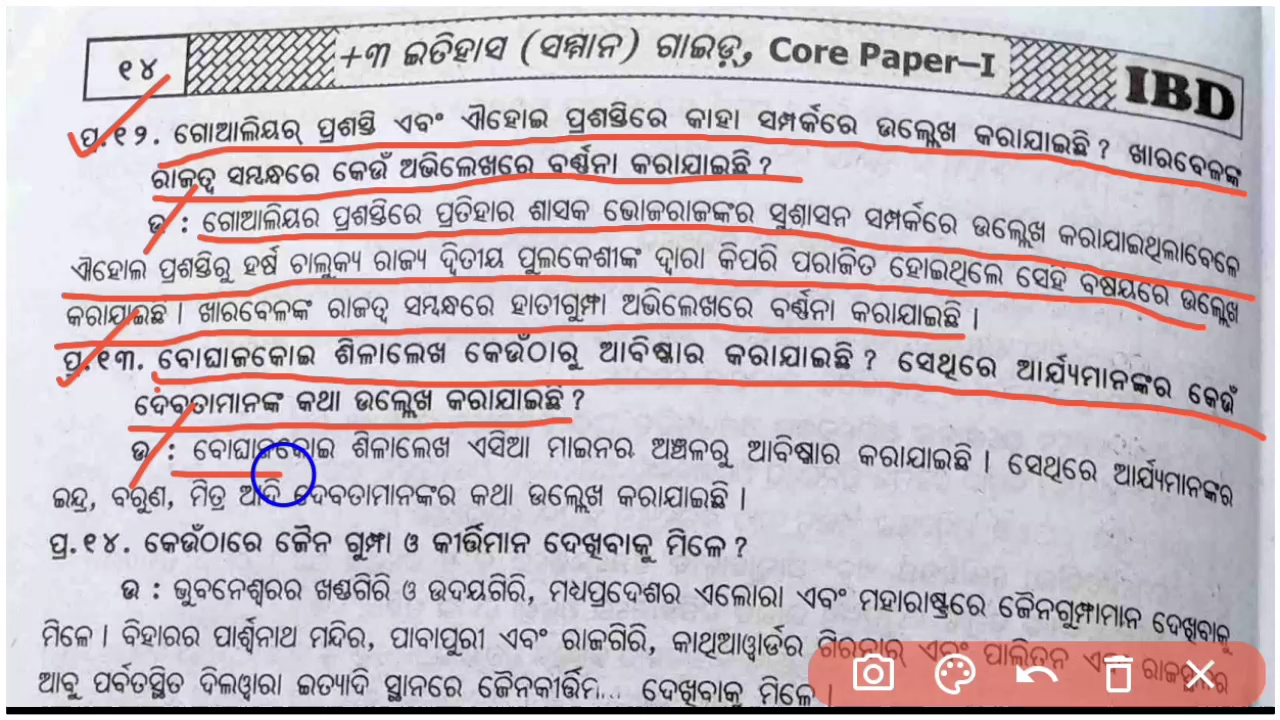 ୧୪ +୩ ଇତିହାସ (ସମ୍ମାନ) ଗାଇଡ଼୍, Core Paper–I IBD
ପ୍ର.୧୨. ଗୋଆଲିୟର୍ ପ୍ରଶସ୍ତି ଏବଂ ଐହୋଇ ପ୍ରଶସ୍ତିରେ କାହା ସମ୍ପର୍କରେ ଉଲ୍ଲେଖ କରାଯାଇଛି ? ଖାରବେଳଙ୍କ
ରାଜତ୍ୱ ସମ୍ବନ୍ଧରେ କେଉଁ ଅଭିଲେଖରେ ବର୍ଣ୍ଣନା କରାଯାଇଛି ?
ଉ : ଗୋଆଲିୟର ପ୍ରଶସ୍ତିରେ ପ୍ରତିହାର ଶାସକ ଭୋଜରାଜଙ୍କର ସୁଶାସନ ସମ୍ପର୍କରେ ଉଲ୍ଲେଖ କରାଯାଇଥିଲାବେଳେ
ଐହୋଲ ପ୍ରଶସ୍ତିରୁ ହର୍ଷ ଚାଲୁକ୍ୟ ରାଜ୍ୟ ଦ୍ୱିତୀୟ ପୁଲକେଶୀଙ୍କ ଦ୍ୱାରା କିପରି ପରାଜିତ ହୋଇଥିଲେ ସେହି ବିଷୟରେ ଉଲ୍ଲେଖ
କରାଯାଇଛି । ଖାରବେଳଙ୍କ ରାଜତ୍ୱ ସମ୍ବନ୍ଧରେ ହାତୀଗୁମ୍ଫା ଅଭିଲେଖରେ ବର୍ଣ୍ଣନା କରାଯାଇଛି ।
ପ୍ର.୧୩. ବୋଘାଜକୋଇ ଶିଳାଲେଖ କେଉଁଠାରୁ ଆବିଷ୍କାର କରାଯାଇଛି ? ସେଥିରେ ଆର୍ଯ୍ୟମାନଙ୍କର କେଉଁ
ଦେବତାମାନଙ୍କ କଥା ଉଲ୍ଲେଖ କରାଯାଇଛି ?
ଉ : ବୋଘାଜକୋଇ ଶିଳାଲେଖ ଏସିଆ ମାଇନର ଅଞ୍ଚଳରୁ ଆବିଷ୍କାର କରାଯାଇଛି । ସେଥିରେ ଆର୍ଯ୍ୟମାନଙ୍କର
ଇନ୍ଦ୍ର, ବରୁଣ, ମିତ୍ର ଆଦି ଦେବତାମାନଙ୍କର କଥା ଉଲ୍ଲେଖ କରାଯାଇଛି ।
ପ୍ର.୧୪. କେଉଁଠାରେ ଜୈନ ଗୁମ୍ଫା ଓ କୀର୍ତ୍ତିମାନ ଦେଖିବାକୁ ମିଳେ ?
ଉ : ଭୁବନେଶ୍ୱରର ଖଣ୍ଡଗିରି ଓ ଉଦୟଗିରି, ମଧ୍ୟପ୍ରଦେଶର ଏଲୋରା ଏବଂ ମହାରାଷ୍ଟ୍ରରେ ଜୈନଗୁମ୍ଫାମାନ ଦେଖିବାକୁ
ମିଳେ । ବିହାରର ପାର୍ଶ୍ୱନାଥ ମନ୍ଦିର, ପାବାପୁରୀ ଏବଂ ରାଜଗିରି, କାଥିଆୱାର୍ଡର ଗିରନାର୍ ଏବଂ ପାଲିତନ ଏବଂ
ଆବୁ ପର୍ବତସ୍ଥିତ ଦିଲୱାରା ଇତ୍ୟାଦି ସ୍ଥାନରେ ଦେଖିବାକୁ ମିଳେ ।